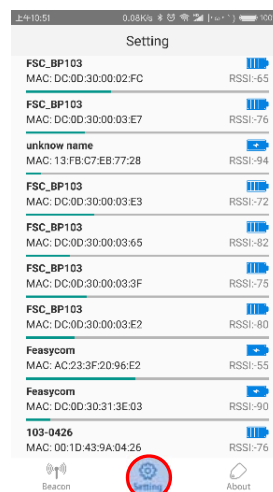 上午10:51 0.08K/s 100
Setting
FSC_BP103
MAC: DC:0D:30:00:02:FC RSSI:-65
FSC_BP103
MAC: DC:0D:30:00:03:E7 RSSI:-76
unknow name
MAC: 13:FB:C7:EB:77:28 RSSI:-94
FSC_BP103
MAC: DC:0D:30:00:03:E3 RSSI:-72
FSC_BP103
MAC: DC:0D:30:00:03:65 RSSI:-82
FSC_BP103
MAC: DC:0D:30:00:03:3F RSSI:-75
FSC_BP103
MAC: DC:0D:30:00:03:E2 RSSI:-80
Feasycom
MAC: AC:23:3F:20:96:E2 RSSI:-55
Feasycom
MAC: DC:0D:30:31:3E:03 RSSI:-90
103-0426
MAC: 00:1D:43:9A:04:26 RSSI:-76
Beacon Setting About